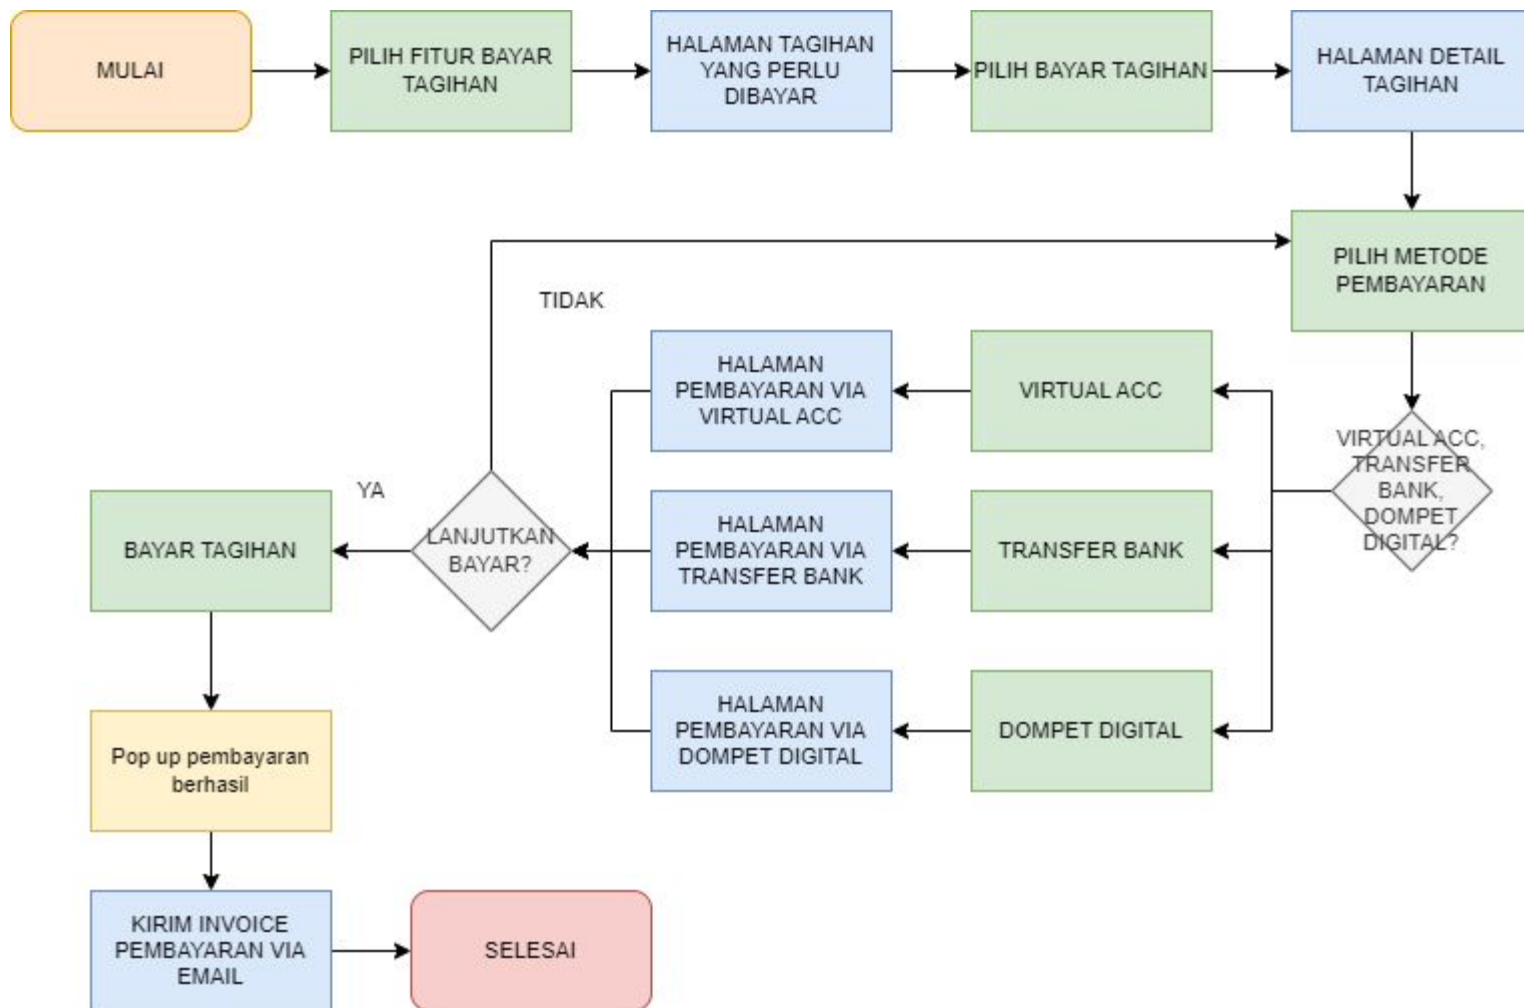 MULAI
PILIH FITUR BAYAR
TAGIHAN
HALAMAN TAGIHAN
YANG PERLU
DIBAYAR
PILIH BAYAR TAGIHAN
HALAMAN DETAIL
TAGIHAN
PILIH METODE
PEMBAYARAN
VIRTUAL ACC,
TRANSFER
BANK,
DOMPET
DIGITAL?
VIRTUAL ACC
TRANSFER BANK
DOMPET DIGITAL
HALAMAN
PEMBAYARAN VIA
VIRTUAL ACC
HALAMAN
PEMBAYARAN VIA
TRANSFER BANK
HALAMAN
PEMBAYARAN VIA
DOMPET DIGITAL
LANJUTKAN
BAYAR?
TIDAK
YA
BAYAR TAGIHAN
Pop up pembayaran
berhasil
KIRIM INVOICE
PEMBAYARAN VIA
EMAIL
SELESAI